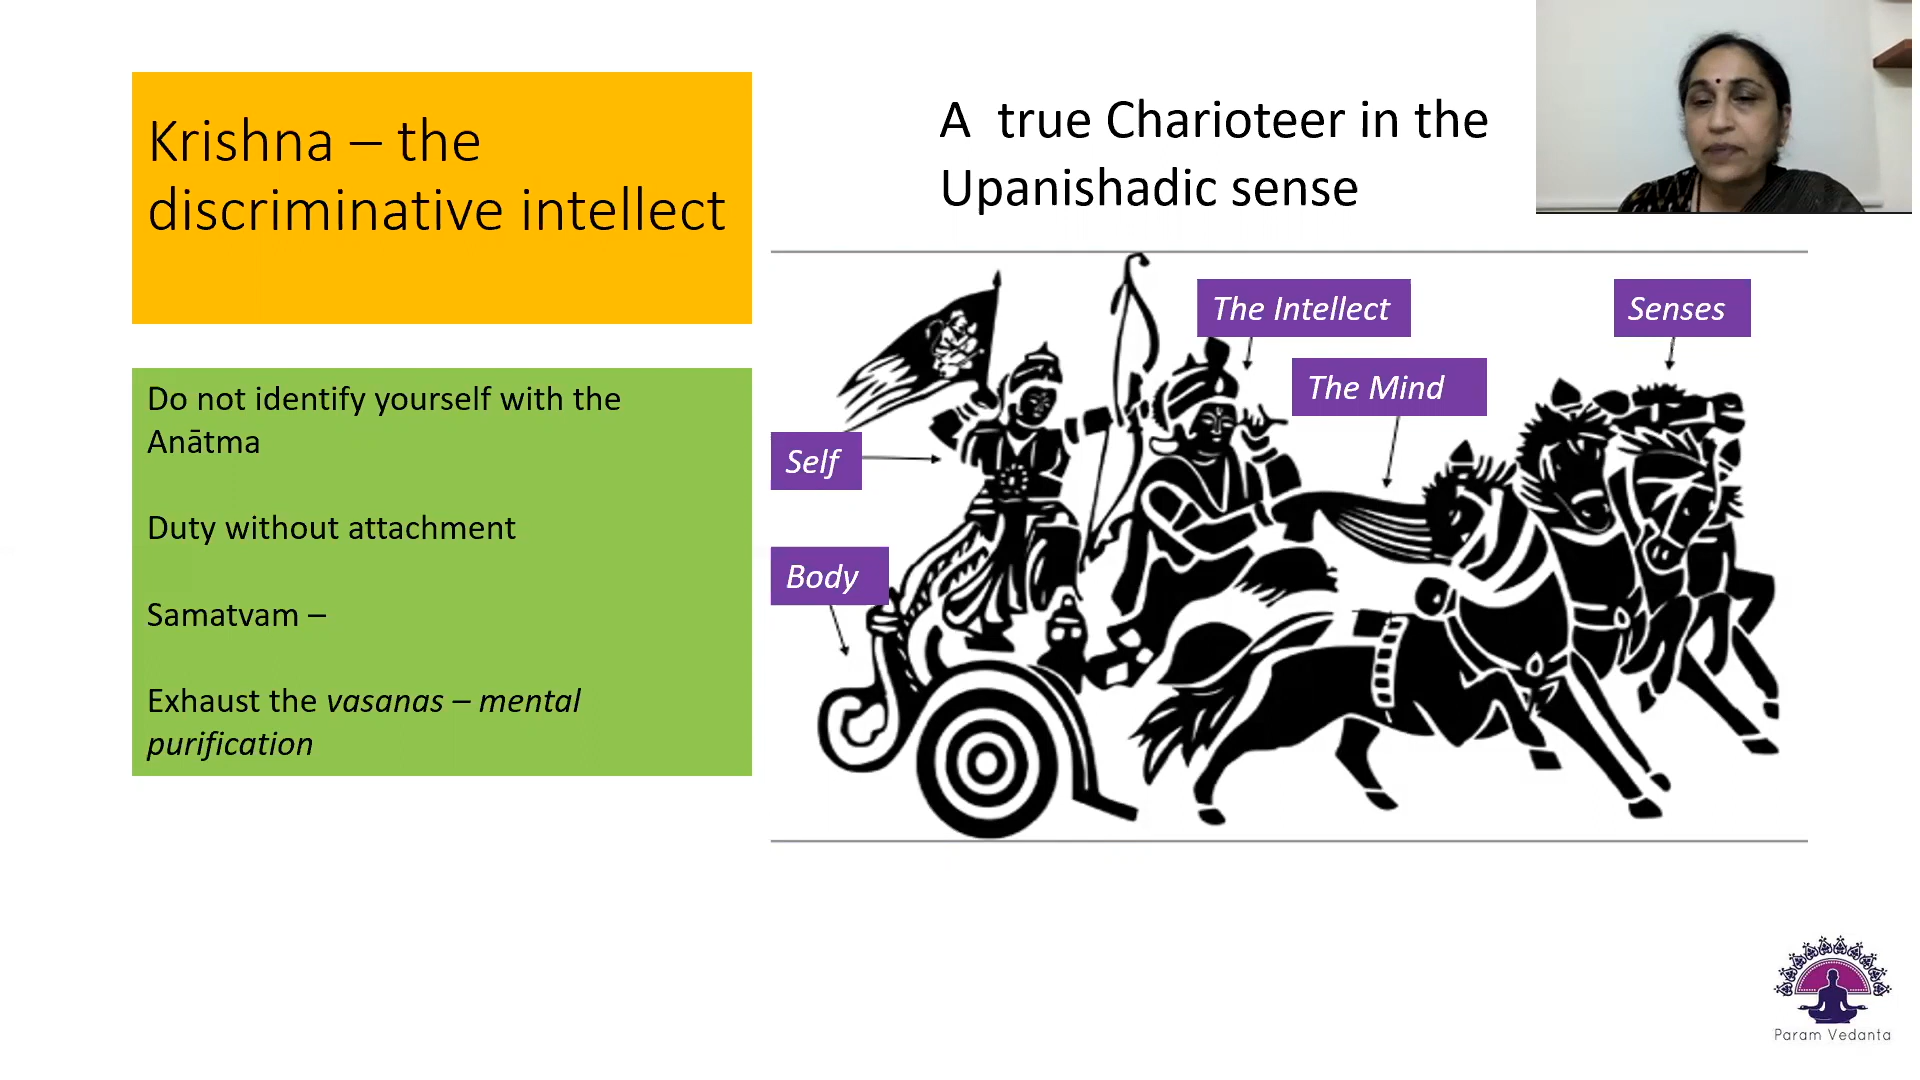 Krishna – the
discriminative intellect
A true Charioteer in the
Upanishadic sense
Do not identify yourself with the
Anātma
Duty without attachment
Samatvam –
Exhaust the vasanas – mental
purification
The Intellect
Senses
The Mind
Self
Body
Param Vedanta